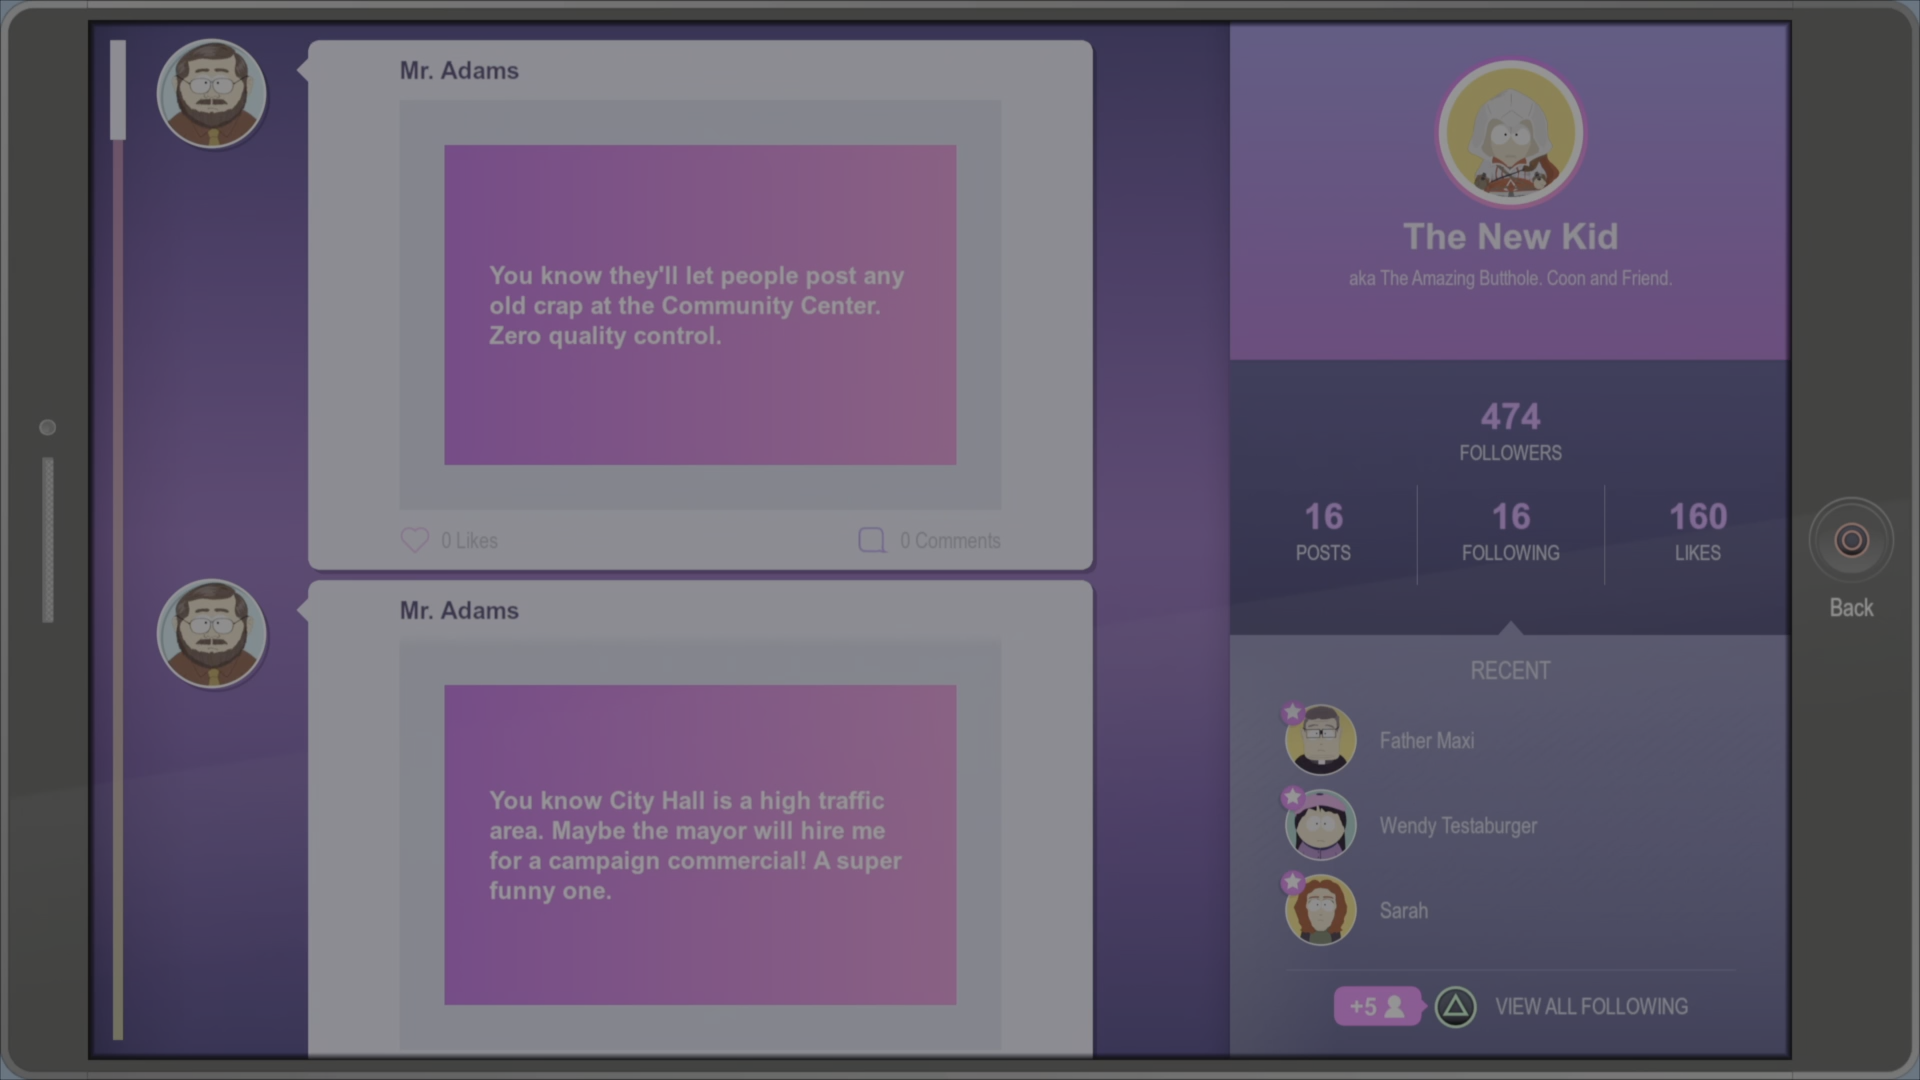 Mr. Adams
You know they'll let people post any
old crap at the Community Center.
Zero quality control.
0 Likes
0 Comments
Mr. Adams
You know City Hall is a high traffic
area. Maybe the mayor will hire me
for a campaign commercial! A super
funny one.
The New Kid
aka The Amazing Butthole. Coon and Friend.
474
FOLLOWERS
16
POSTS
16
FOLLOWING
160
LIKES
RECENT
Father Maxi
Wendy Testaburger
Sarah
+5
VIEW ALL FOLLOWING
Back